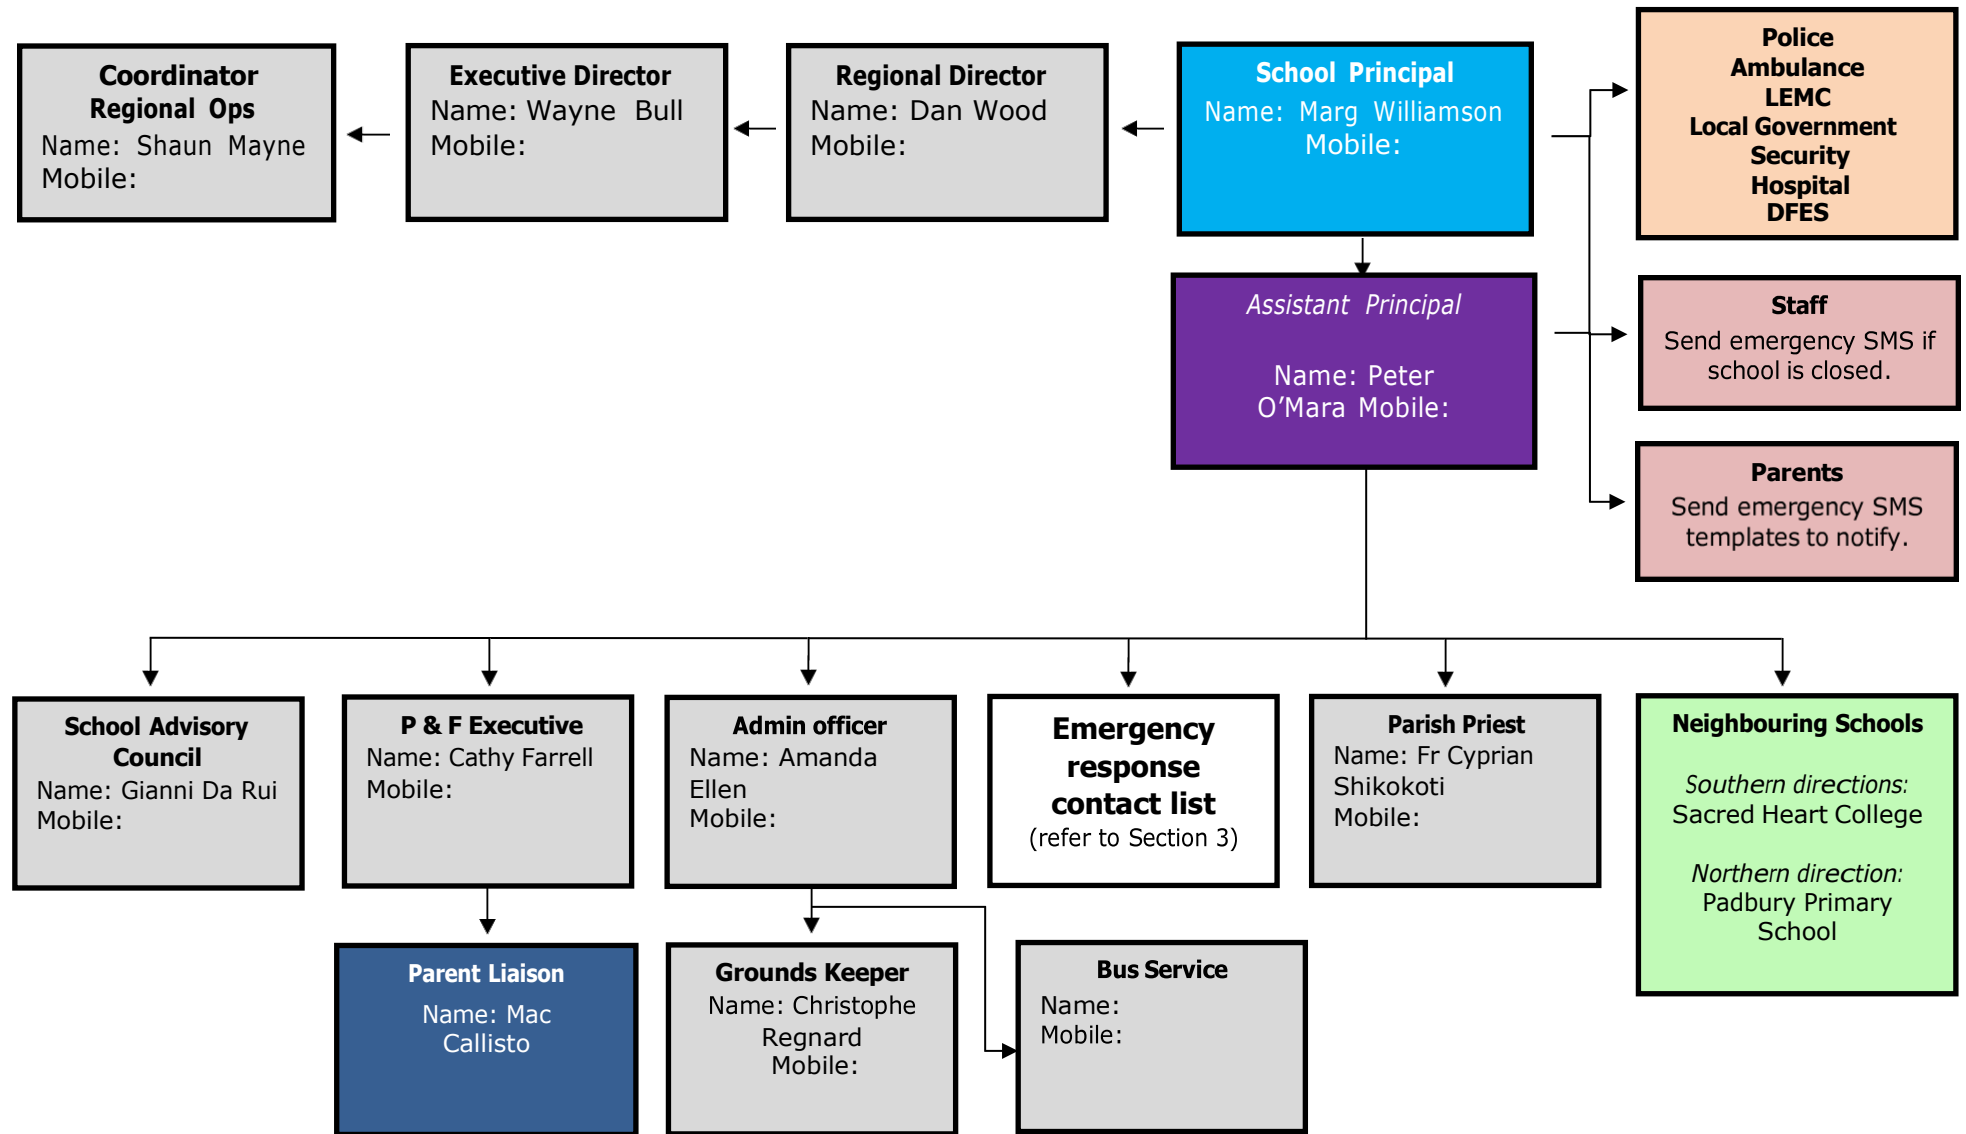 Coordinator
Regional Ops
Name: Shaun Mayne
Mobile:
Executive Director
Name: Wayne Bull
Mobile:
Regional Director
Name: Dan Wood
Mobile:
School Principal
Name: Marg Williamson
Mobile:
Police
Ambulance
LEMC
Local Government
Security
Hospital
DFES
Assistant Principal
Name: Peter
O’Mara Mobile:
Staff
Send emergency SMS if
school is closed.
Parents
Send emergency SMS
templates to notify.
School Advisory
Council
Name: Gianni Da Rui
Mobile:
P & F Executive
Name: Cathy Farrell
Mobile:
Admin officer
Name: Amanda
Ellen
Mobile:
Emergency
response
contact list
(refer to Section 3)
Parish Priest
Name: Fr Cyprian
Shikokoti
Mobile:
Neighbouring Schools
Southern directions:
Sacred Heart College
Northern direction:
Padbury Primary
School
Parent Liaison
Name: Mac
Callisto
Grounds Keeper
Name: Christophe
Regnard
Mobile:
Bus Service
Name:
Mobile: